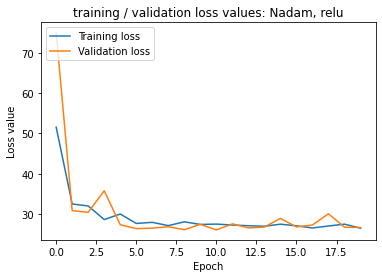 training / validation loss values: Nadam, relu
Training loss
Validation loss
Loss value
70
60
50
40
30
0.0 2.5 5.0 7.5 10.0 12.5 15.0 17.5
Epoch